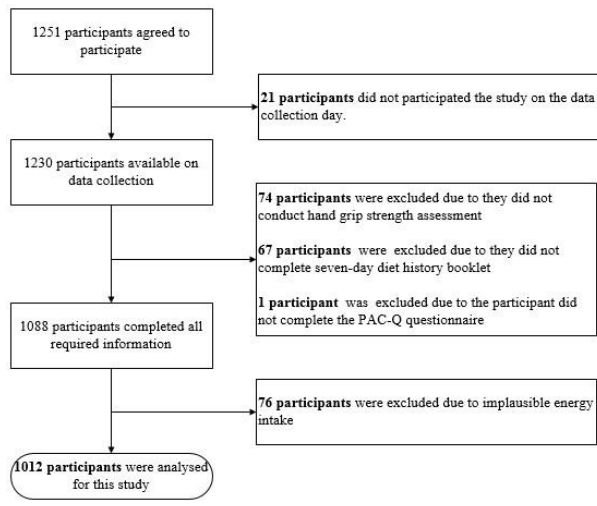 1251 participants agreed to
participate
21 participants did not participated the study on the data
collection day.
1230 participants available on
data collection
74 participants were excluded due to they did not
conduct hand grip strength assessment
67 participants were excluded due to they did not
complete seven-day diet history booklet
1 participant was excluded due to the participant did
not complete the PAC-Q questionnaire
1088 participants completed all
required information
76 participants were excluded due to implausible energy
intake
1012 participants were analysed
for this study